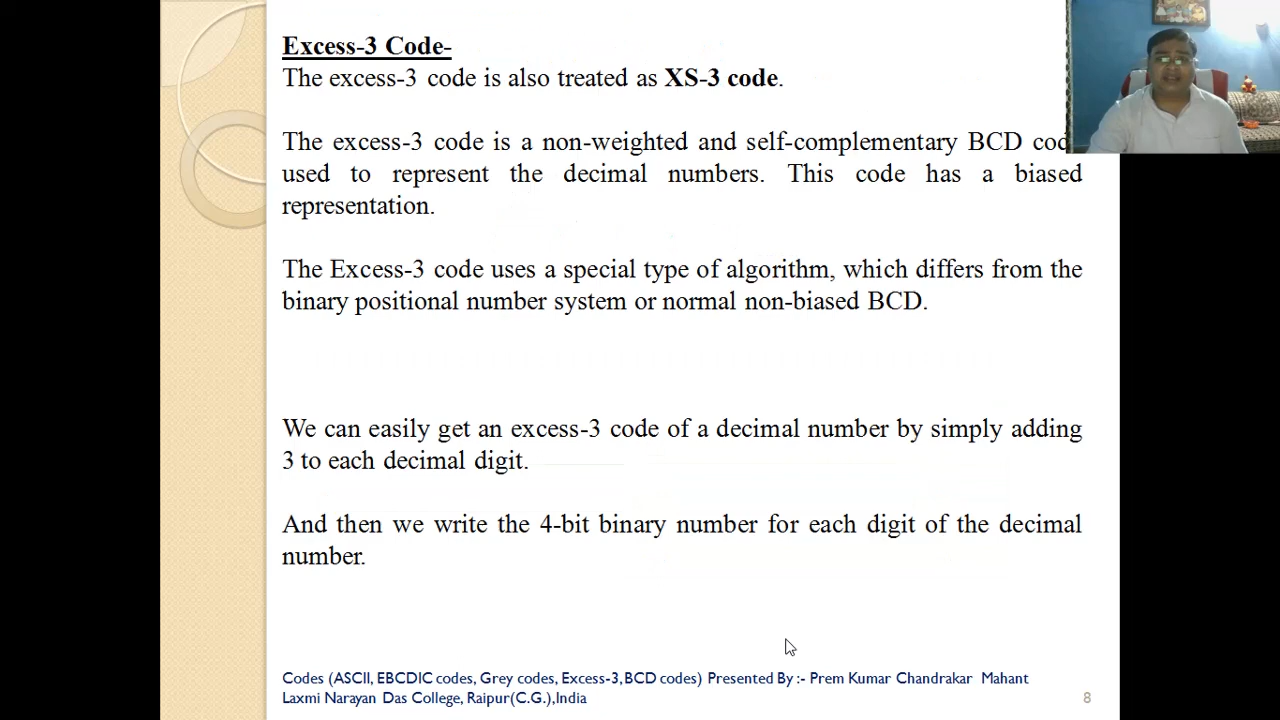 Excess-3 Code-
The excess-3 code is also treated as XS-3 code.
The excess-3 code is a non-weighted and self-complementary BCD cod
used to represent the decimal numbers. This code has a biased
representation.
The Excess-3 code uses a special type of algorithm, which differs from the
binary positional number system or normal non-biased BCD.
We can easily get an excess-3 code of a decimal number by simply adding
3 to each decimal digit.
And then we write the 4-bit binary number for each digit of the decimal
number.
Codes (ASCII, EBCDIC codes, Grey codes, Excess-3,BCD codes) Presented By :- Prem Kumar Chandrakar Mahant
Laxmi Narayan Das College, Raipur(C.G.),India
8